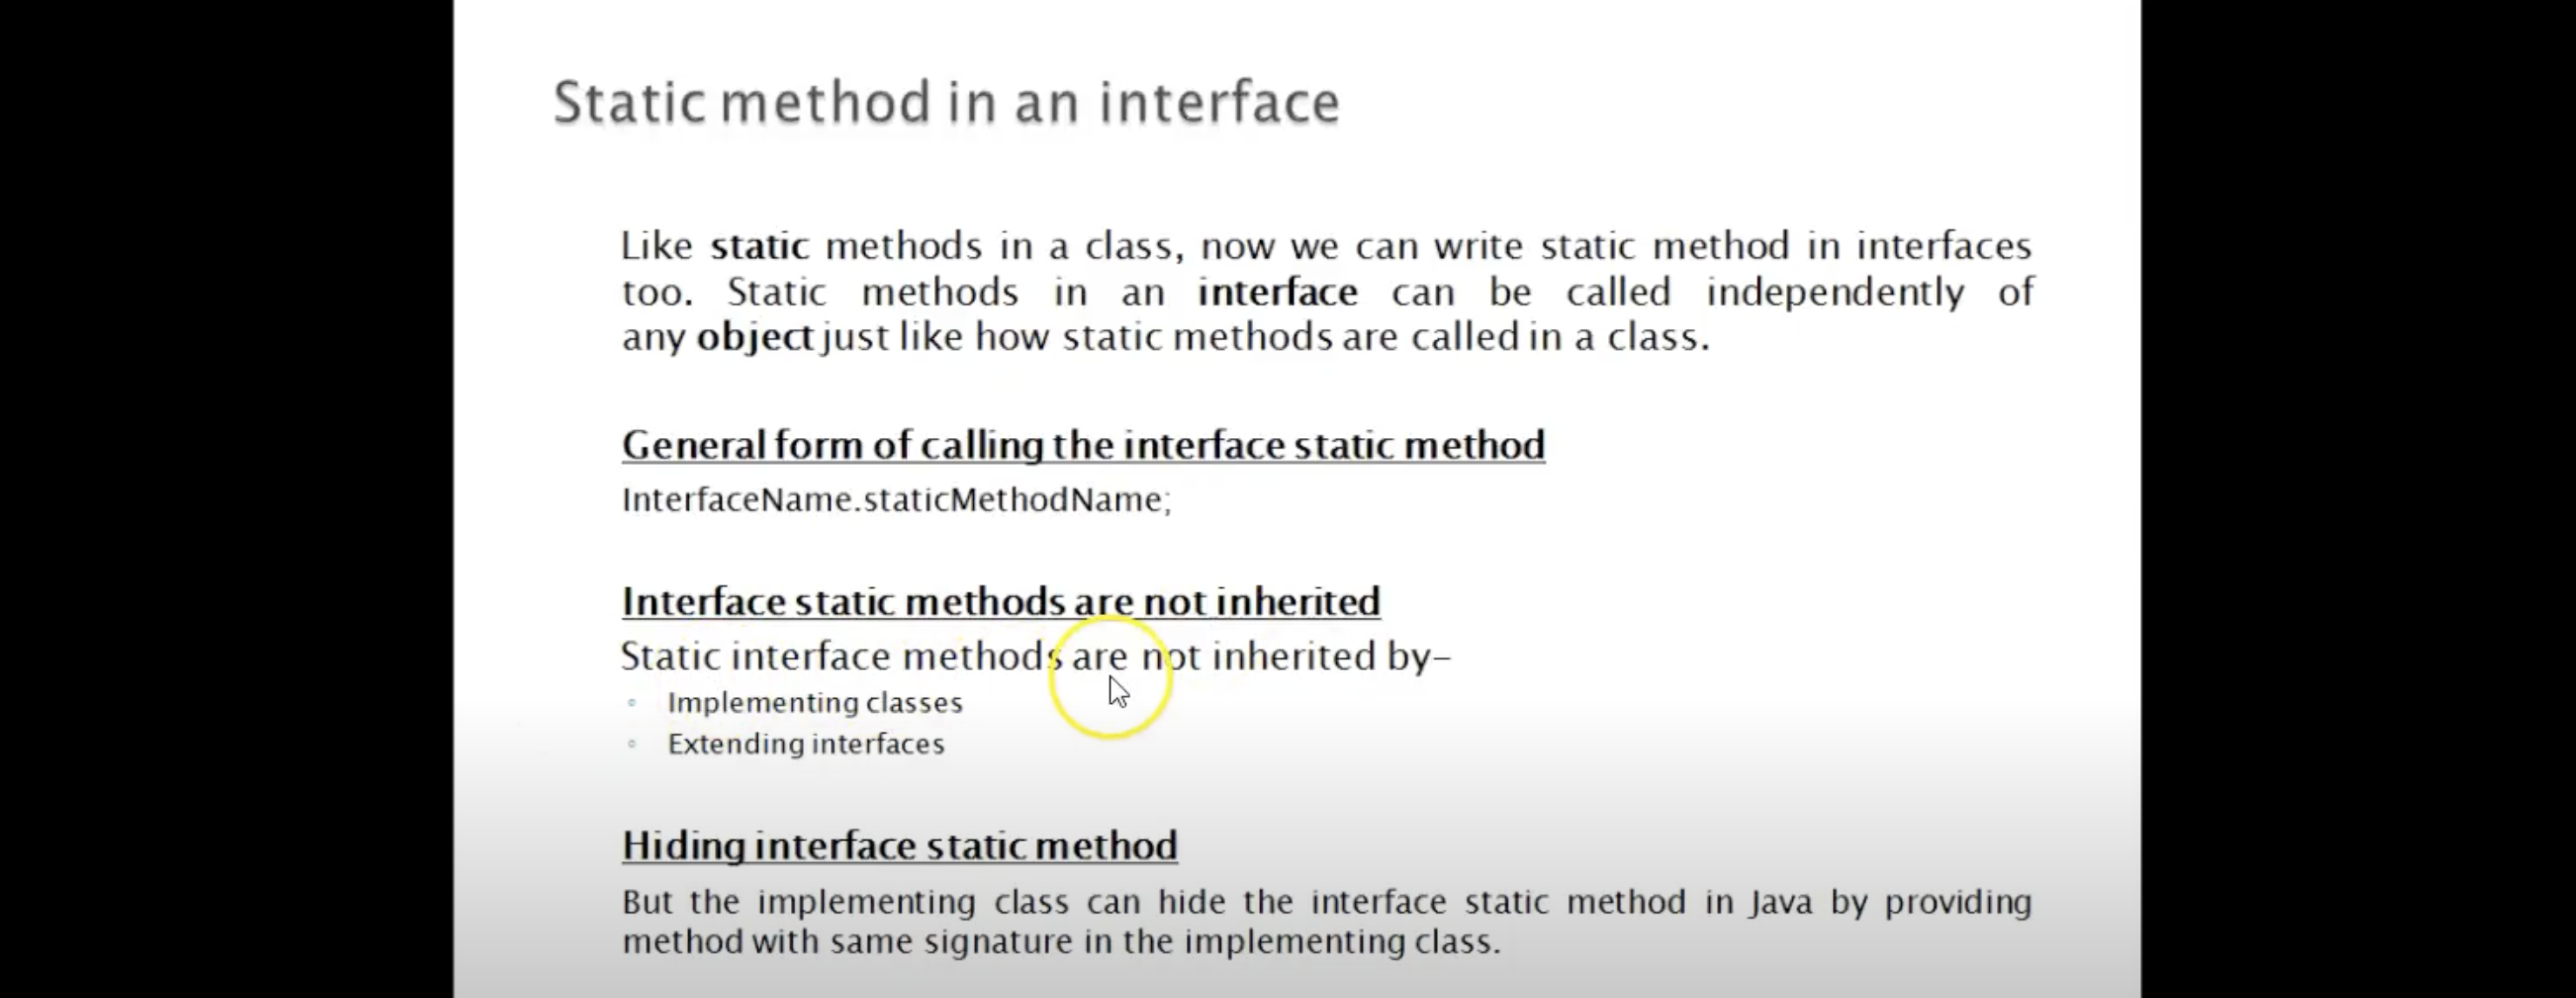 Static method in an interface
Like static methods in a class, now we can write static method in interfaces
too. Static methods in an interface can be called independently of
any object just like how static methods are called in a class.
General form of calling the interface static method
InterfaceName.staticMethodName;
Interface static methods are not inherited
Static interface methods are not inherited by–
Implementing classes
Extending interfaces
Hiding interface static method
But the implementing class can hide the interface static method in Java by providing
method with same signature in the implementing class.